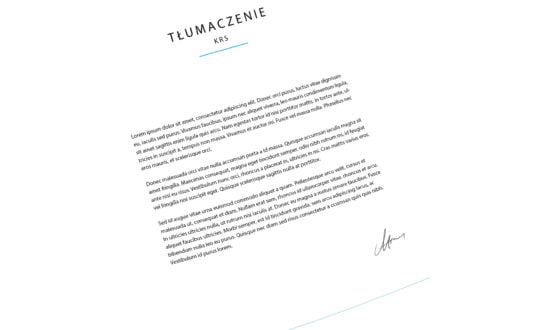 TŁUMACZENIE
KRS
Lorem ipsum dolor sit amet, consectetur adipiscing elit. Donec orci purus, luctus vitae dignissim
eu, iaculis sed purus. Vivamus faucibus, ipsum nec aliquet viverra, leo mauris condimentum ligula,
sit amet sagittis enim ligula quis arcu. Nam egestas tortor id nisi porttitor mattis. In tortor ante, ul-
tricies in suscipit a, tempus non massa. Vivamus et auctor mi. Fusce vel massa nulla. Phasellus nec
eros mauris, et scelerisque orci.
Donec malesuada orci vitae nulla accumsan porta a id massa. Quisque accumsan iaculis magna sit
amet fringilla. Maecenas consequat, magna eget tincidunt semper, odio nibh rutrum mi, id feugiat
ante nisi eu risus. Vestibulum nunc orci, rhoncus a placerat in, ultricies in mi. Cras mattis varius eros
vel fringilla nisi suscipit eget. Quisque scelerisque sagittis nulla at porttitor.
Sed id augue vitae urna euismod commodo aliquet a quam. Pellentesque arcu velit, cursus et
malesuada ut, consequat et diam. Nullam erat sem, rhoncus id ullamcorper vitae, rhoncus et arcu.
In ultricies ultricies nulla, sit rutrum nisi iaculis at. Donec eu magna a metus ornare faucibus. Fusce
aliquet faucibus ultricies. Morbi semper, est id tincidunt gravida, sem arcu adipiscing lacus, ac
bibendum nulla leo eu purus. Quisque nec diam sed risus consectetur a ccumsan quis quis nibh.
Vestibulum id purus lorem.